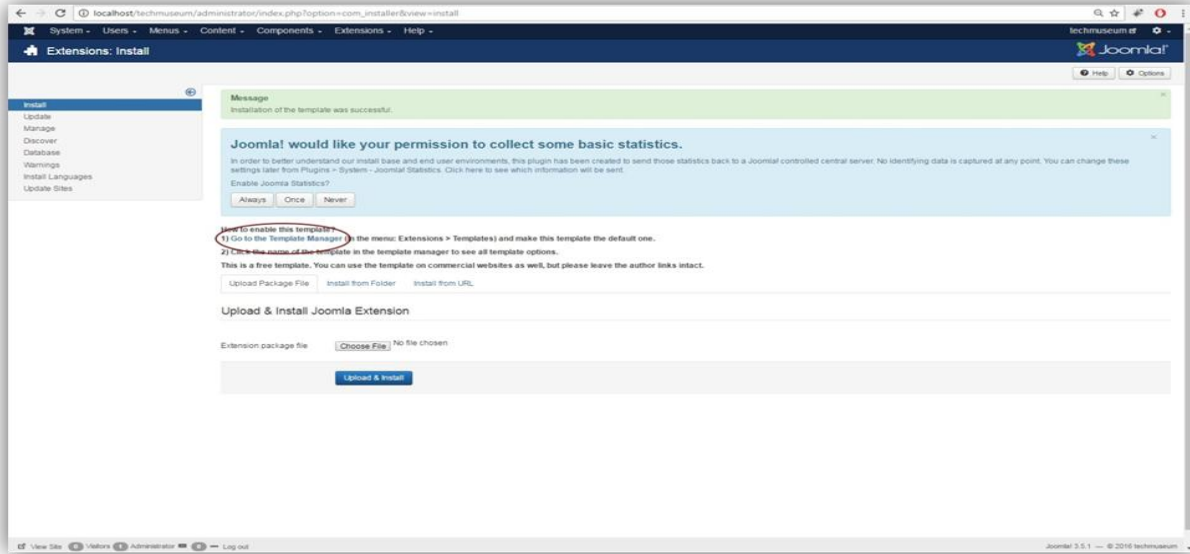 localhost/techmuseum/administrator/index.php?option=com_installer&view=install
System Users Menus Content Components Extensions Help
techmuseum
Extensions: Install
Joomla!
Help
Options
Install
Update
Manage
Discover
Database
Warnings
Install Languages
Update Sites
Message
Installation of the template was successful.
Joomla! would like your permission to collect some basic statistics.
In order to better understand our install base and end user environments, this plugin has been created to send those statistics back to a Joomla! controlled central server. No identifying data is captured at any point. You can change these
settings later from Plugins > System - Joomla! Statistics. Click here to see which information will be sent.
Enable Joomla Statistics?
Always Once Never
How to enable this template?
1) Go to the Template Manager (in the menu: Extensions > Templates) and make this template the default one.
2) Click the name of the template in the template manager to see all template options.
This is a free template. You can use the template on commercial websites as well, but please leave the author links intact.
Upload Package File Install from Folder Install from URL
Upload & Install Joomla Extension
Extension package file Choose File No file chosen
Upload & Install
View Site 0 Visitors 1 Administrator 0 Log out
Joomla! 3.5.1 — © 2016 techmuseum